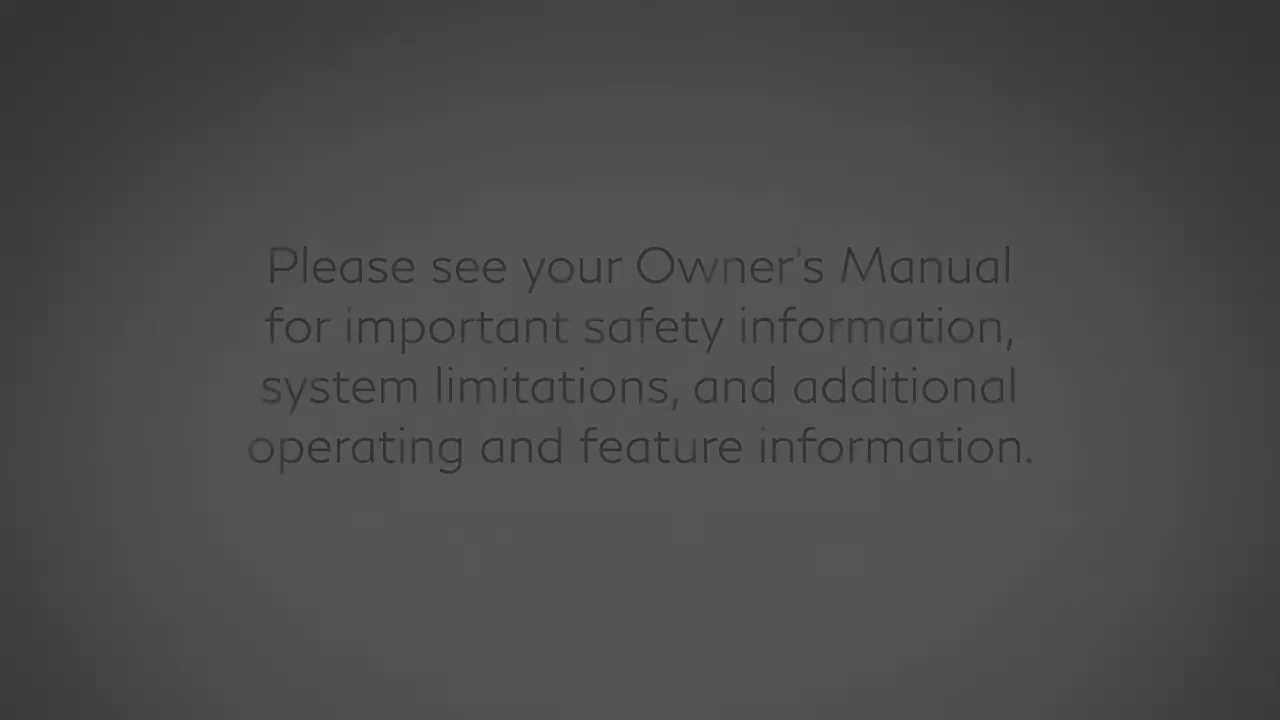 Please see your Owner's Manual
for important safety information,
system limitations, and additional
operating and feature information.